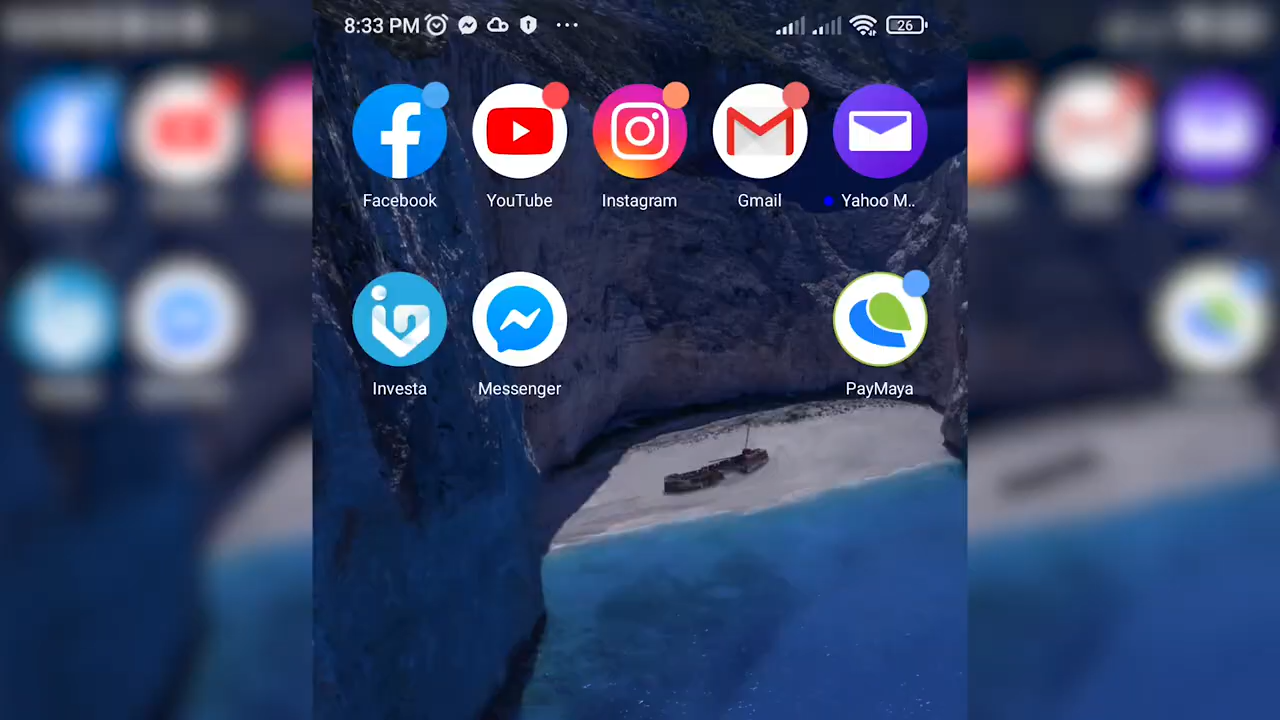 8:33 PM 26
Facebook YouTube Instagram Gmail Yahoo M..
Investa Messenger PayMaya